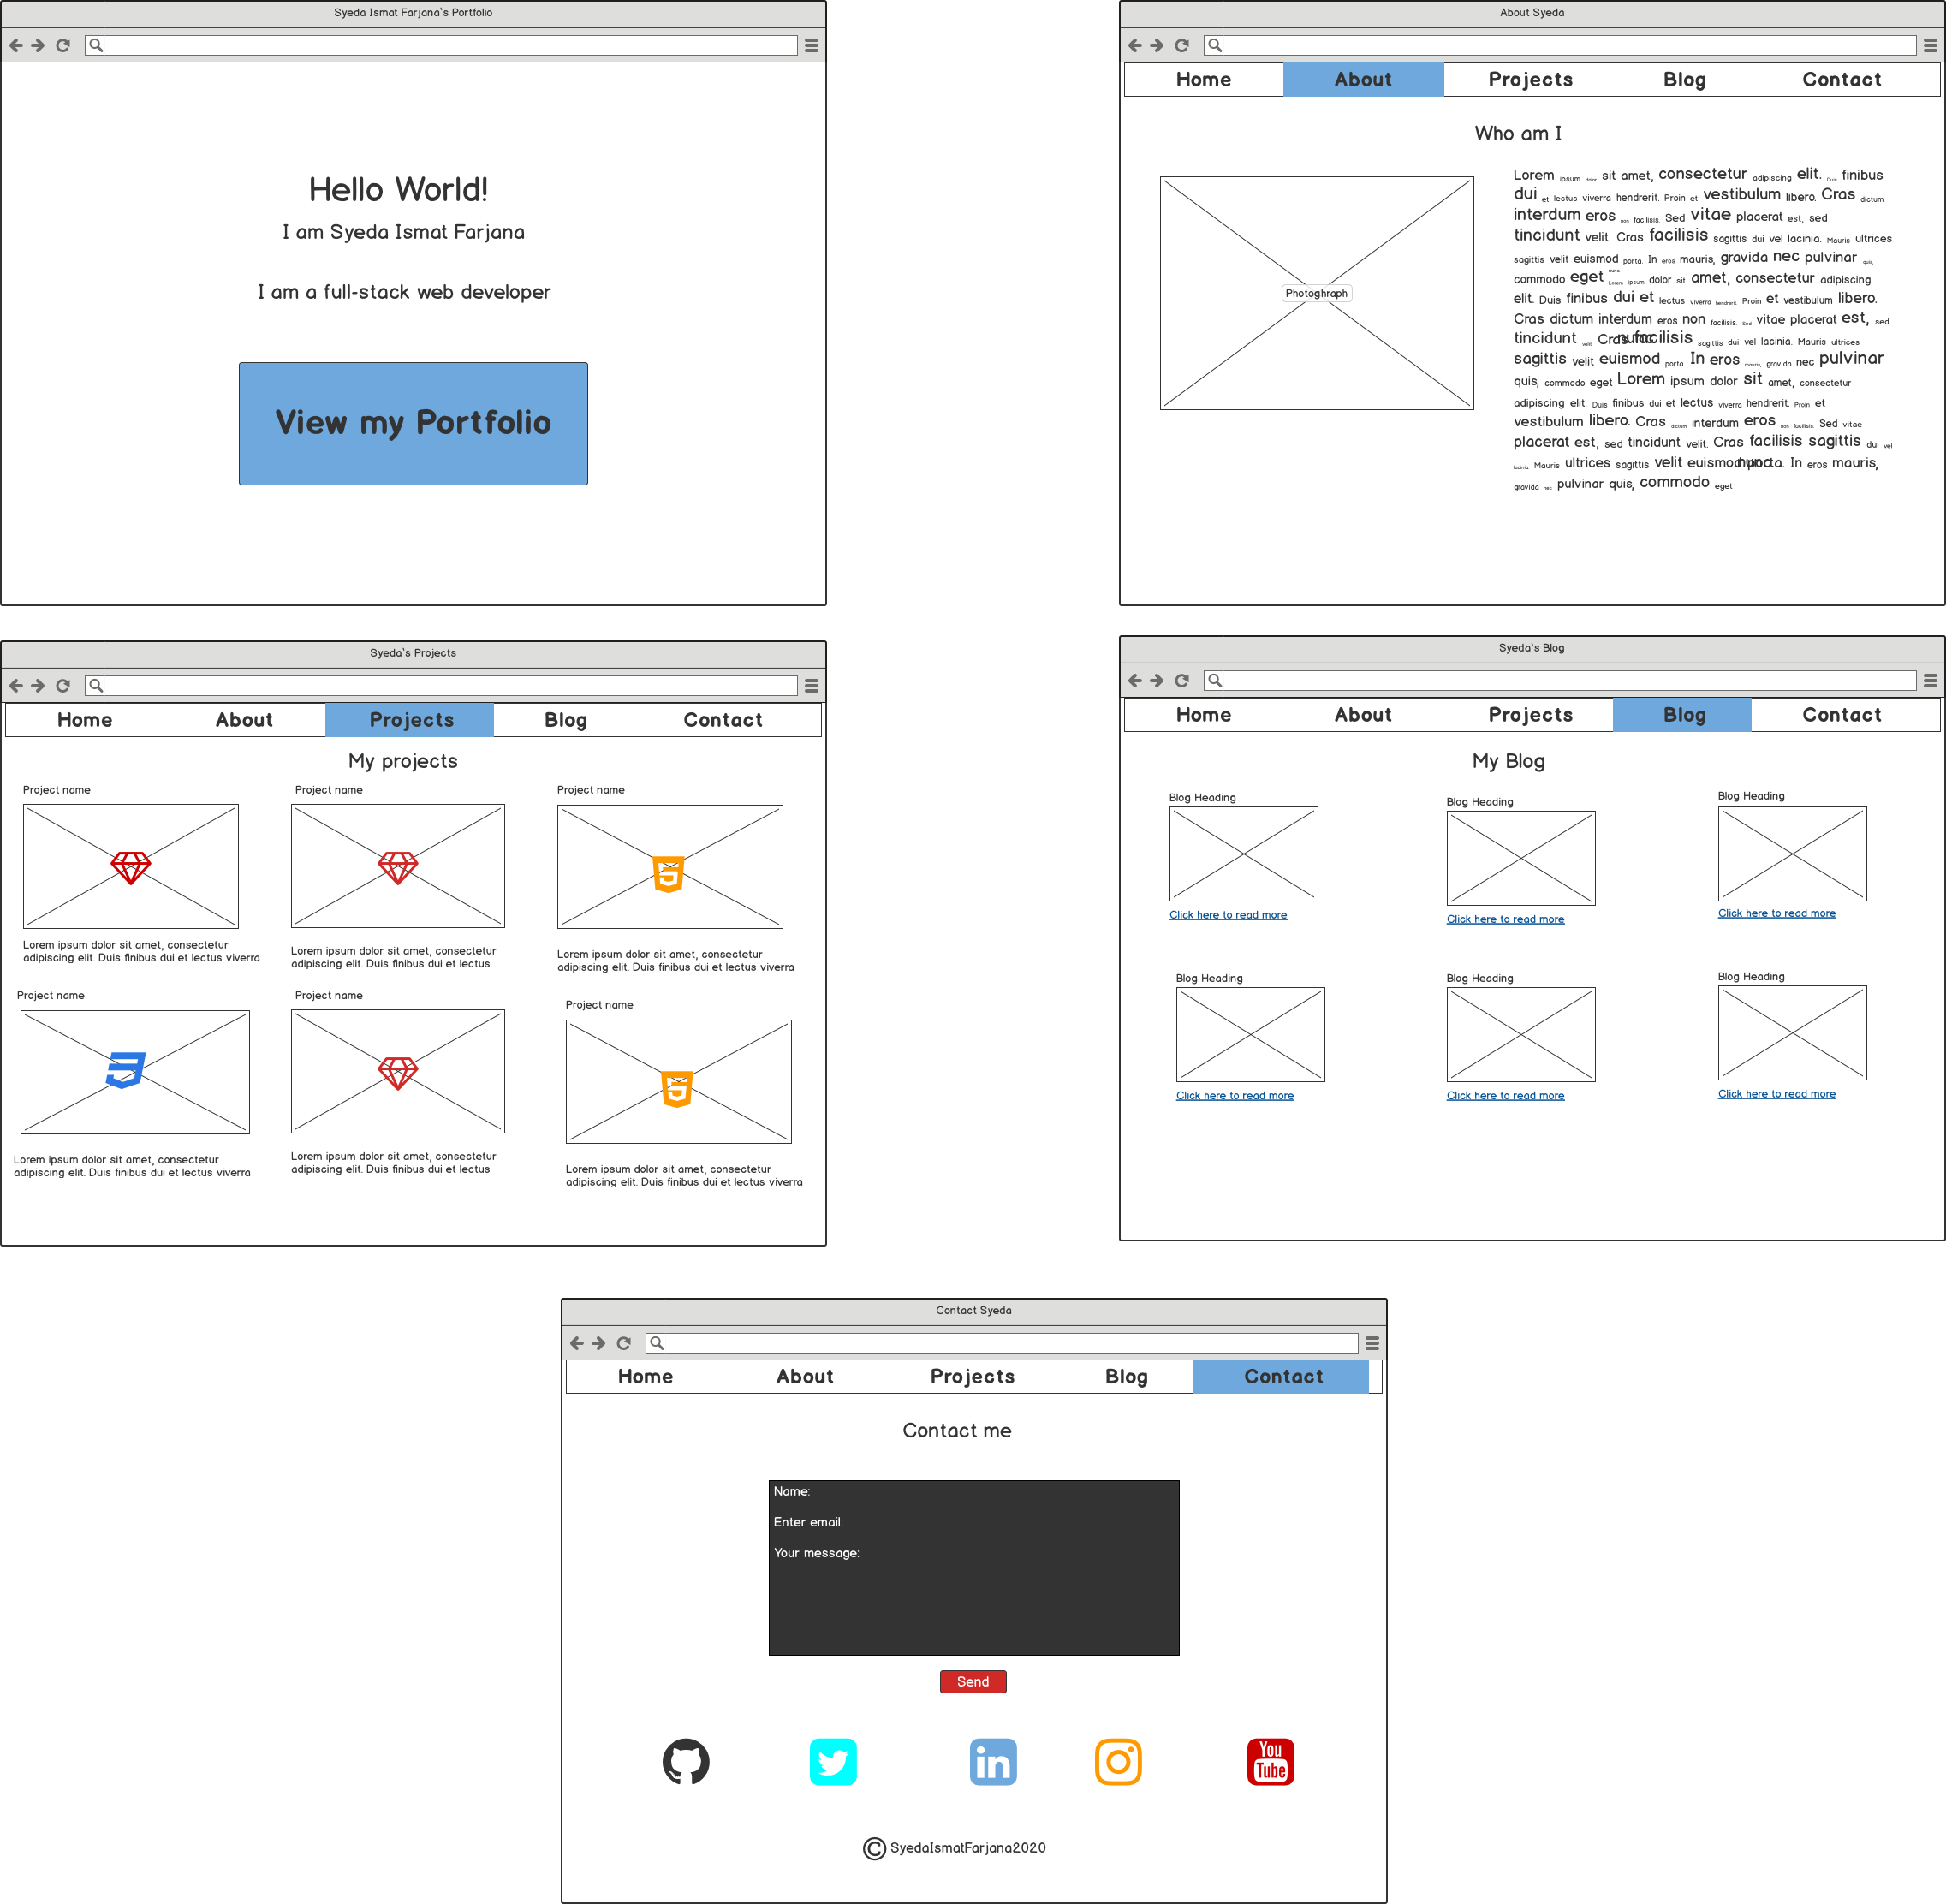 Syeda Ismat Farjana's Portfolio
Hello World!
I am Syeda Ismat Farjana
I am a full-stack web developer
View my Portfolio
About Syeda
Home About Projects Blog Contact
Who am I
Photoghraph
Lorem ipsum dolor sit amet, consectetur adipiscing elit. Duis finibus
dui et lectus viverra hendrerit. Proin et vestibulum libero. Cras dictum
interdum eros non facilisis. Sed vitae placerat est, sed
tincidunt velit. Cras facilisis sagittis dui vel lacinia. Mauris ultrices
sagittis velit euismod porta. In eros mauris, gravida nec pulvinar quis,
commodo eget nunc. Lorem ipsum dolor sit amet, consectetur adipiscing
elit. Duis finibus dui et lectus viverra hendrerit. Proin et vestibulum libero.
Cras dictum interdum eros non facilisis. Sed vitae placerat est, sed
tincidunt velit. Cras nunc. facilisis sagittis dui vel lacinia. Mauris ultrices
sagittis velit euismod porta. In eros mauris, gravida nec pulvinar
quis, commodo eget Lorem ipsum dolor sit amet, consectetur
adipiscing elit. Duis finibus dui et lectus viverra hendrerit. Proin et
vestibulum libero. Cras dictum interdum eros non facilisis. Sed vitae
placerat est, sed tincidunt velit. Cras facilisis sagittis dui vel
lacinia. Mauris ultrices sagittis velit euismod nunc. porta. In eros mauris,
gravida nec pulvinar quis, commodo eget
Syeda's Projects
Home About Projects Blog Contact
My projects
Project name Project name Project name
Lorem ipsum dolor sit amet, consectetur
adipiscing elit. Duis finibus dui et lectus viverra
Lorem ipsum dolor sit amet, consectetur
adipiscing elit. Duis finibus dui et lectus
Lorem ipsum dolor sit amet, consectetur
adipiscing elit. Duis finibus dui et lectus viverra
Project name Project name Project name
Lorem ipsum dolor sit amet, consectetur
adipiscing elit. Duis finibus dui et lectus viverra
Lorem ipsum dolor sit amet, consectetur
adipiscing elit. Duis finibus dui et lectus
Lorem ipsum dolor sit amet, consectetur
adipiscing elit. Duis finibus dui et lectus viverra
Syeda's Blog
Home About Projects Blog Contact
My Blog
Blog Heading Blog Heading Blog Heading
Click here to read more Click here to read more Click here to read more
Blog Heading Blog Heading Blog Heading
Click here to read more Click here to read more Click here to read more
Contact Syeda
Home About Projects Blog Contact
Contact me
Name:
Enter email:
Your message:
Send
in You
Tube
© SyedaIsmatFarjana2020